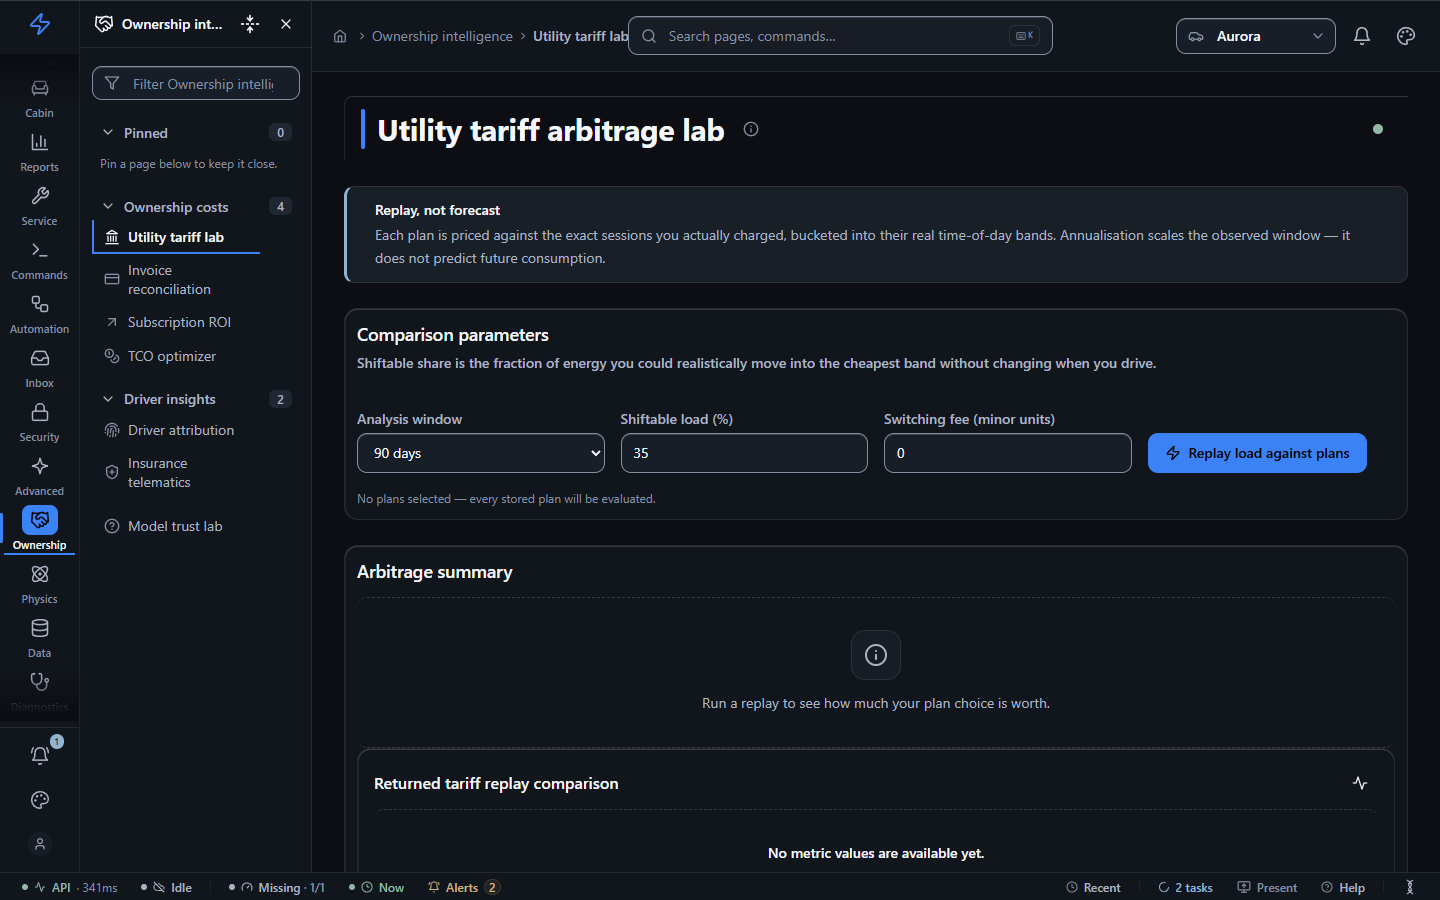 Ownership int...
Ownership intelligence
Utility tariff lab
Search pages, commands...
K
Aurora
Filter Ownership intelli
Cabin
Reports
Service
Commands
Automation
Inbox
Security
Advanced
Ownership
Physics
Data
Diagnostics
1
Pinned
0
Pin a page below to keep it close.
Ownership costs
4
Utility tariff lab
Invoice
reconciliation
Subscription ROI
TCO optimizer
Driver insights
2
Driver attribution
Insurance
telematics
Model trust lab
Utility tariff arbitrage lab
Replay, not forecast
Each plan is priced against the exact sessions you actually charged, bucketed into their real time-of-day bands. Annualisation scales the observed window — it
does not predict future consumption.
Comparison parameters
Shiftable share is the fraction of energy you could realistically move into the cheapest band without changing when you drive.
Analysis window
Shiftable load (%)
Switching fee (minor units)
90 days
35
0
Replay load against plans
No plans selected — every stored plan will be evaluated.
Arbitrage summary
Run a replay to see how much your plan choice is worth.
Returned tariff replay comparison
No metric values are available yet.
API · 341ms
Idle
Missing · 1/1
Now
Alerts 2
Recent
2 tasks
Present
Help